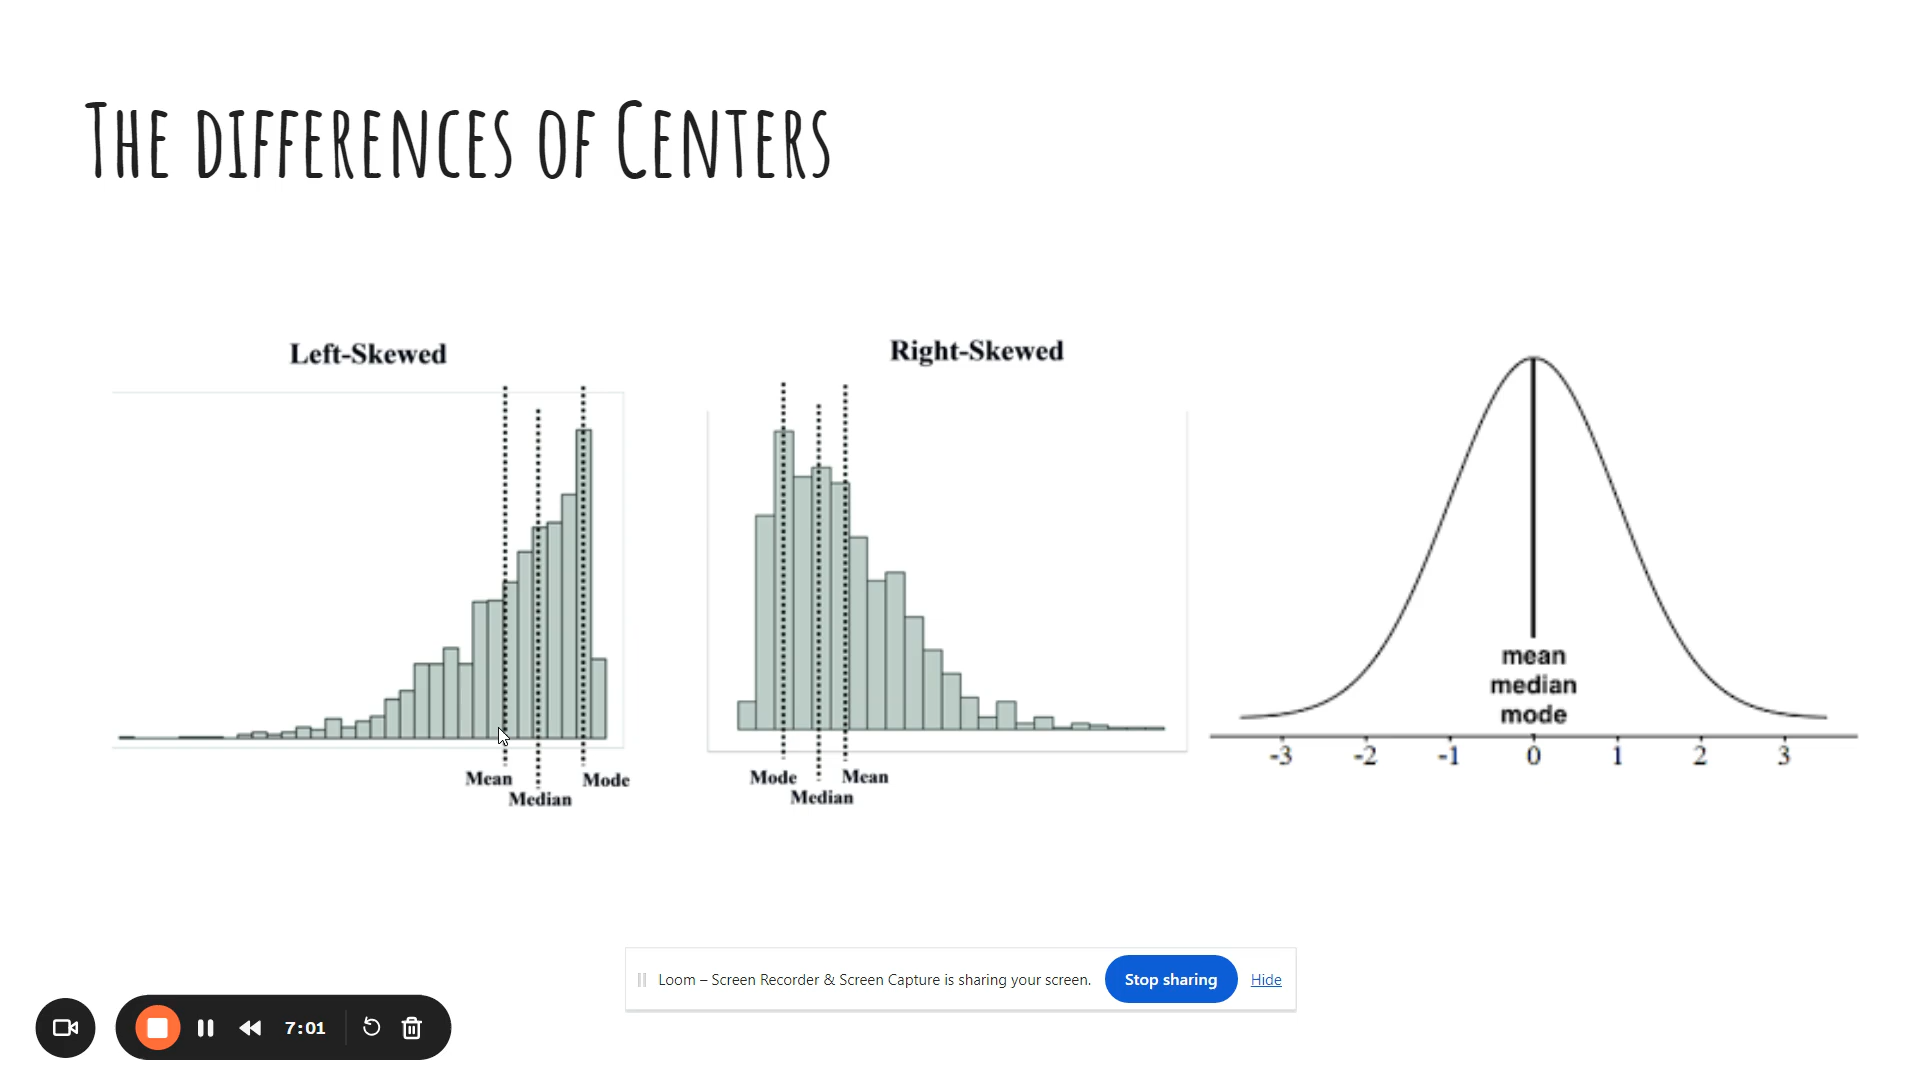 The differences of Centers
Left-Skewed
Mean
Median
Mode
Right-Skewed
Mode
Median
Mean
mean
median
mode
-3 -2 -1 0 1 2 3
Loom – Screen Recorder & Screen Capture is sharing your screen. Stop sharing Hide
7:01